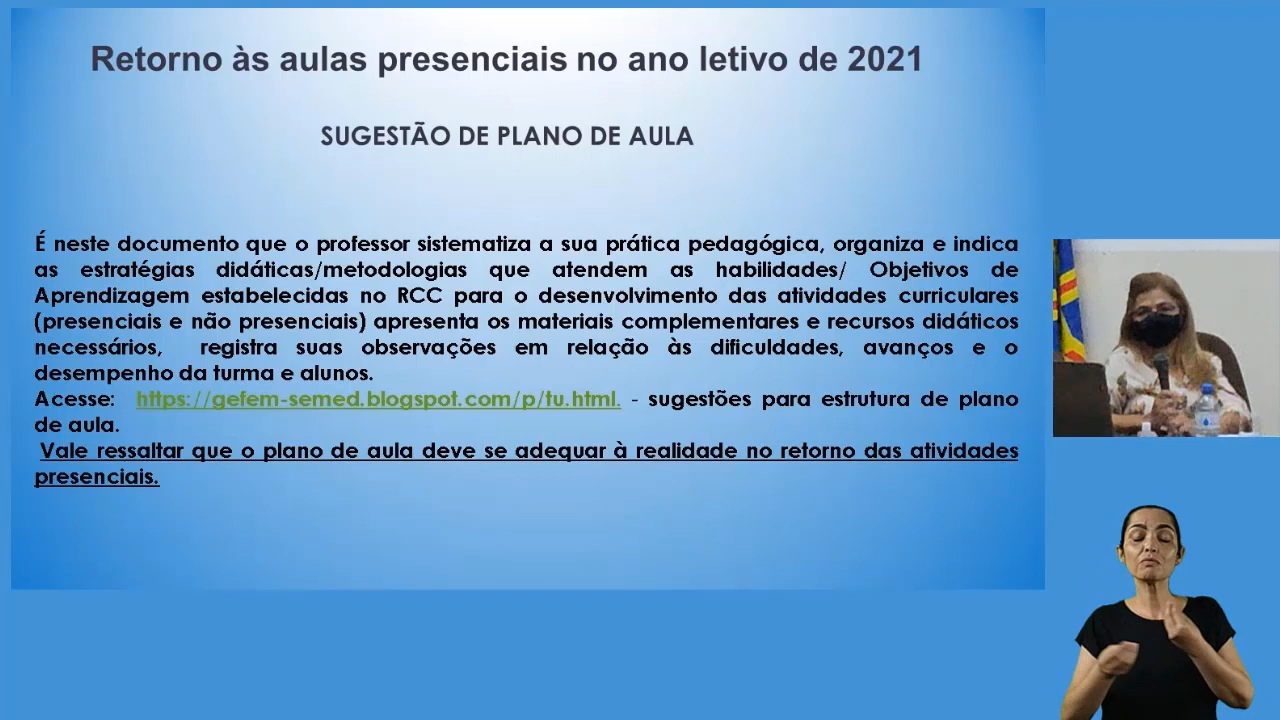 Retorno às aulas presenciais no ano letivo de 2021
SUGESTÃO DE PLANO DE AULA
É neste documento que o professor sistematiza a sua prática pedagógica, organiza e indica
as estratégias didáticas/metodologias que atendem as habilidades/ Objetivos de
Aprendizagem estabelecidas no RCC para o desenvolvimento das atividades curriculares
(presenciais e não presenciais) apresenta os materiais complementares e recursos didáticos
necessários, registra suas observações em relação às dificuldades, avanços e o
desempenho da turma e alunos.
Acesse: https://gefem-semed.blogspot.com/p/tu.html. - sugestões para estrutura de plano
de aula.
Vale ressaltar que o plano de aula deve se adequar à realidade no retorno das atividades
presenciais.